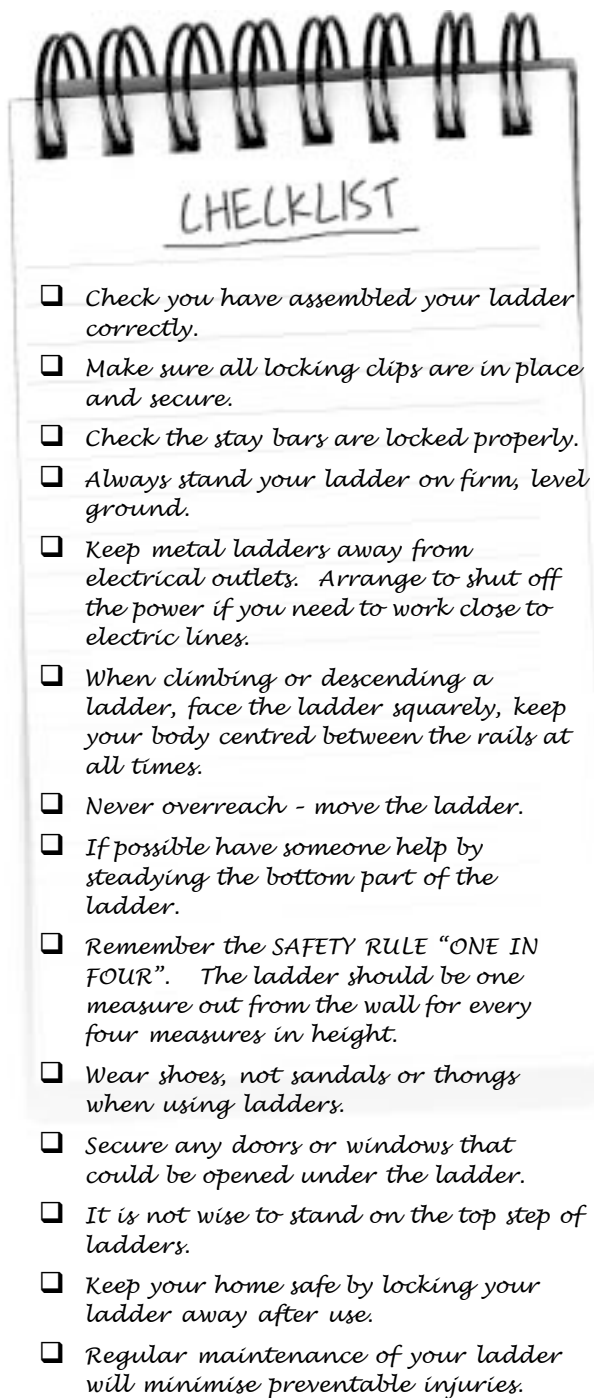 CHECKLIST
❑ Check you have assembled your ladder
correctly.
❑ Make sure all locking clips are in place
and secure.
❑ Check the stay bars are locked properly.
❑ Always stand your ladder on firm, level
ground.
❑ Keep metal ladders away from
electrical outlets.  Arrange to shut off
the power if you need to work close to
electric lines.
❑ When climbing or descending a
ladder, face the ladder squarely, keep
your body centred between the rails at
all times.
❑ Never overreach – move the ladder.
❑ If possible have someone help by
steadying the bottom part of the
ladder.
❑ Remember the SAFETY RULE “ONE IN
FOUR”.   The ladder should be one
measure out from the wall for every
four measures in height.
❑ Wear shoes, not sandals or thongs
when using ladders.
❑ Secure any doors or windows that
could be opened under the ladder.
❑ It is not wise to stand on the top step of
ladders.
❑ Keep your home safe by locking your
ladder away after use.
❑ Regular maintenance of your ladder
will minimise preventable injuries.